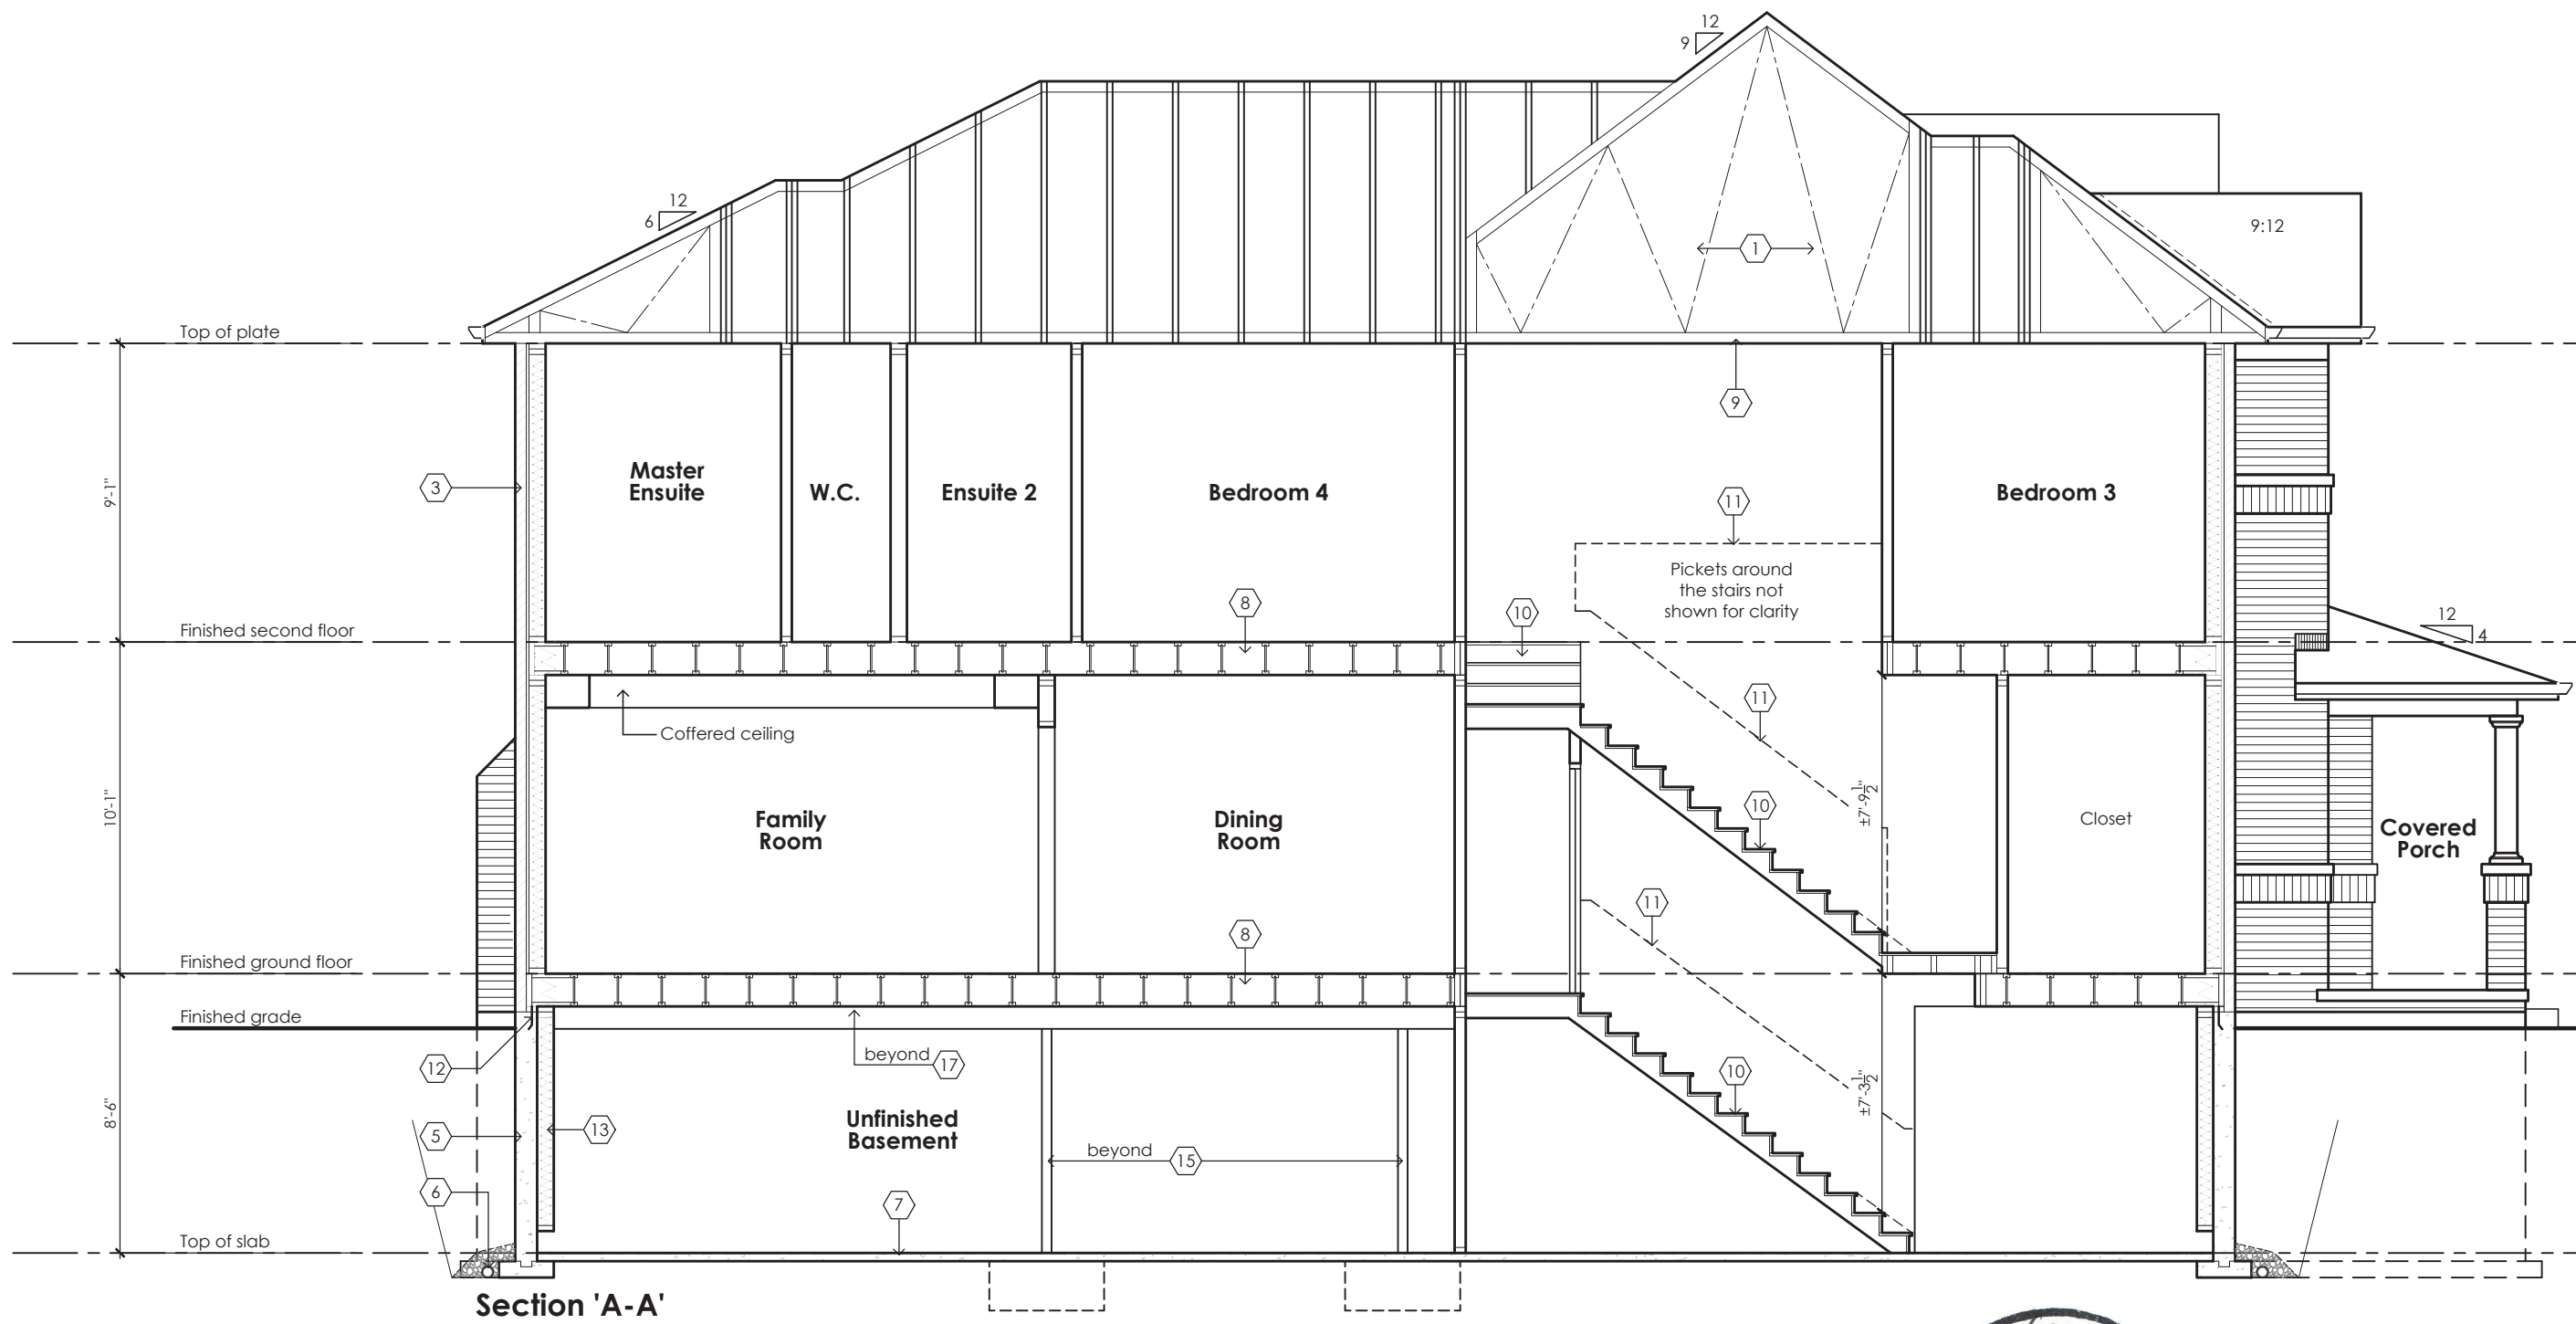 12
9
12
6
9:12
1
Top of plate
9
9'-1"
3
Master
Ensuite
W.C.
Ensuite 2
Bedroom 4
Bedroom 3
11
Pickets around
the stairs not
shown for clarity
8
10
12
4
Finished second floor
11
Coffered ceiling
10'-1"
Family
Room
Dining
Room
10
±7'-9 1/2"
Closet
Covered
Porch
11
8
Finished ground floor
Finished grade
12
beyond 17
10
±7'-3 1/2"
8'-6"
5
13
Unfinished
Basement
beyond 15
6
7
Top of slab
Section 'A-A'